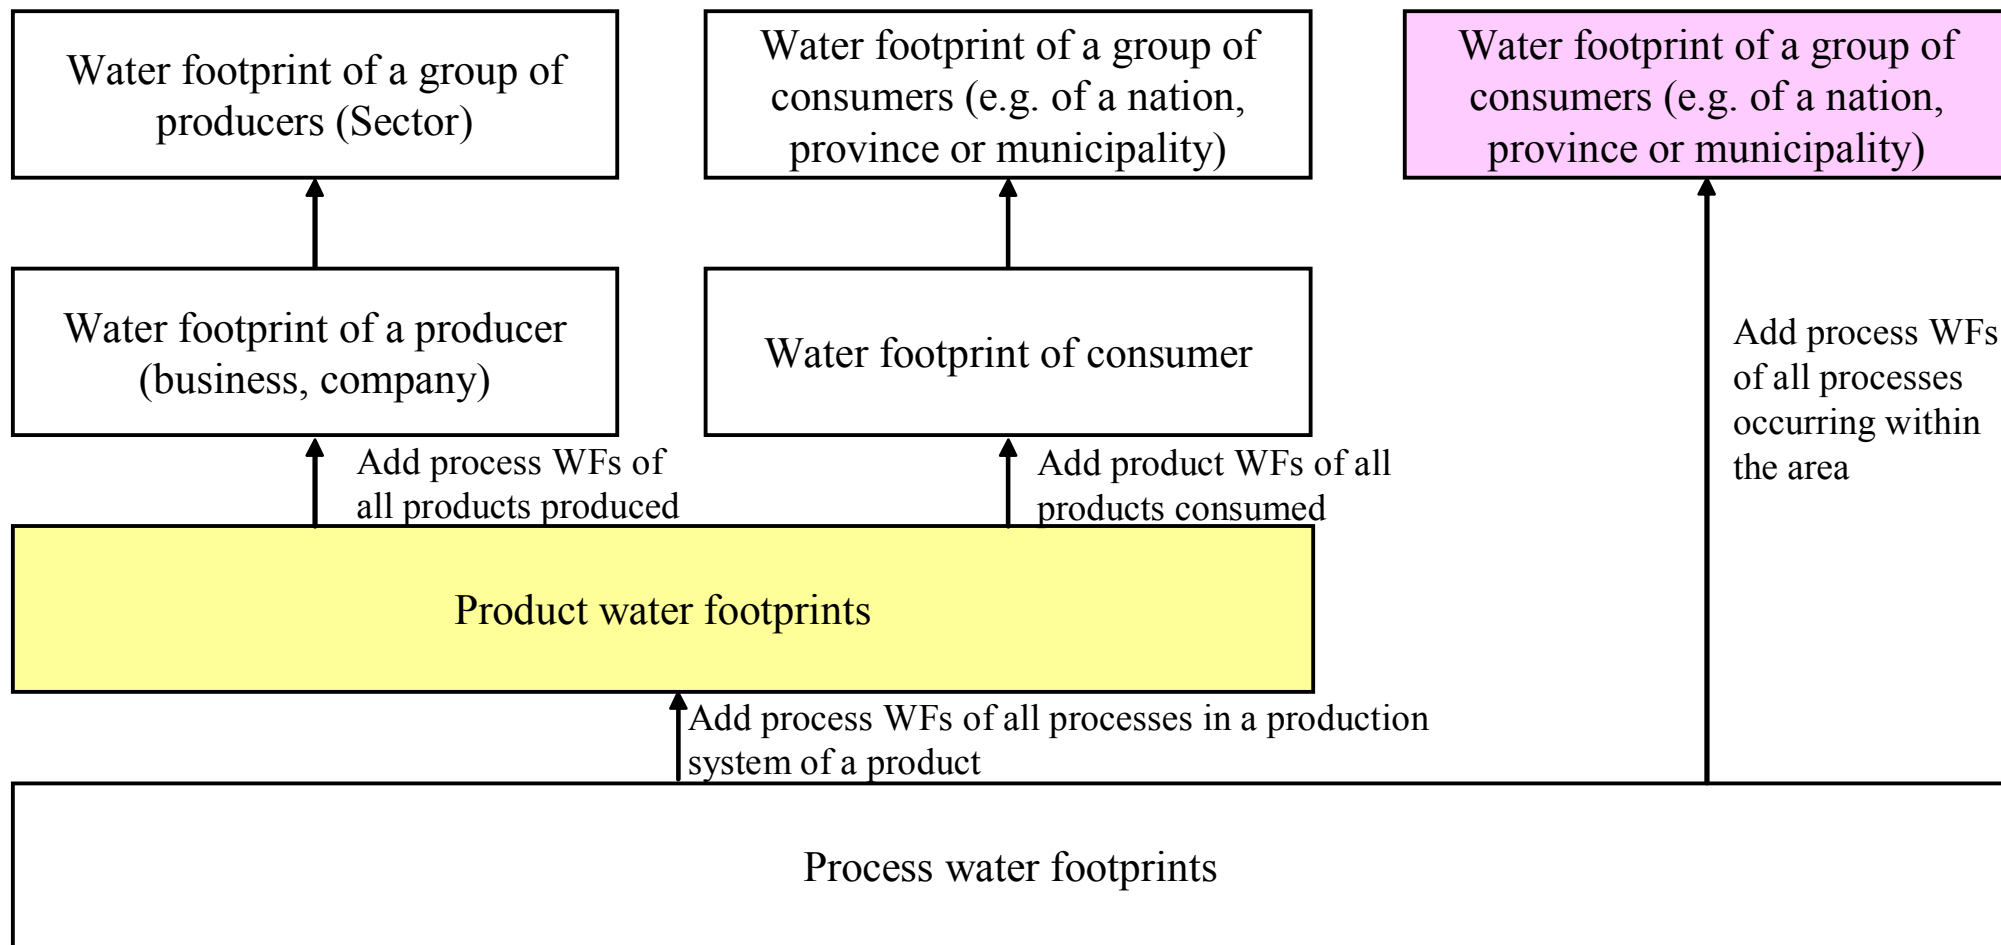 Water footprint of a group of
producers (Sector)
Water footprint of a group of
consumers (e.g. of a nation,
province or municipality)
Water footprint of a group of
consumers (e.g. of a nation,
province or municipality)
Water footprint of a producer
(business, company)
Water footprint of consumer
Add process WFs
of all processes
occurring within
the area
Add process WFs of
all products produced
Add product WFs of all
products consumed
Product water footprints
Add process WFs of all processes in a production
system of a product
Process water footprints